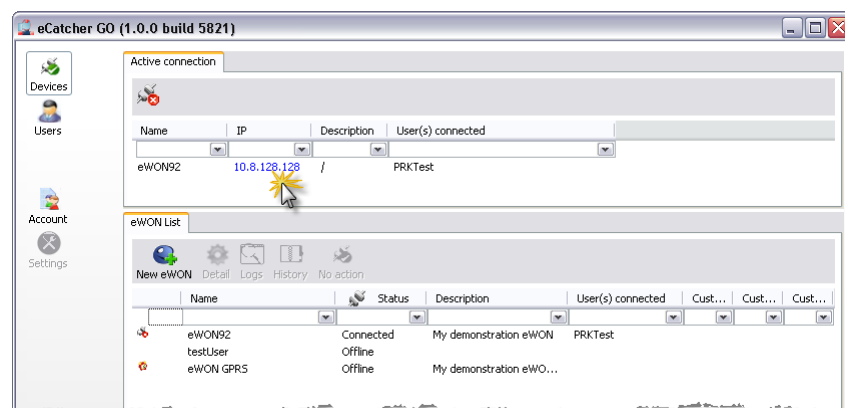 eCatcher GO (1.0.0 build 5821)
Devices
Users
Account
Settings
Active connection
Name IP Description User(s) connected
eWON92 10.8.128.128 / PRKTest
eWON List
New eWON Detail Logs History No action
Name Status Description User(s) connected Cust... Cust... Cust...
eWON92 Connected My demonstration eWON PRKTest
testUser Offline
eWON GPRS Offline My demonstration eWO...